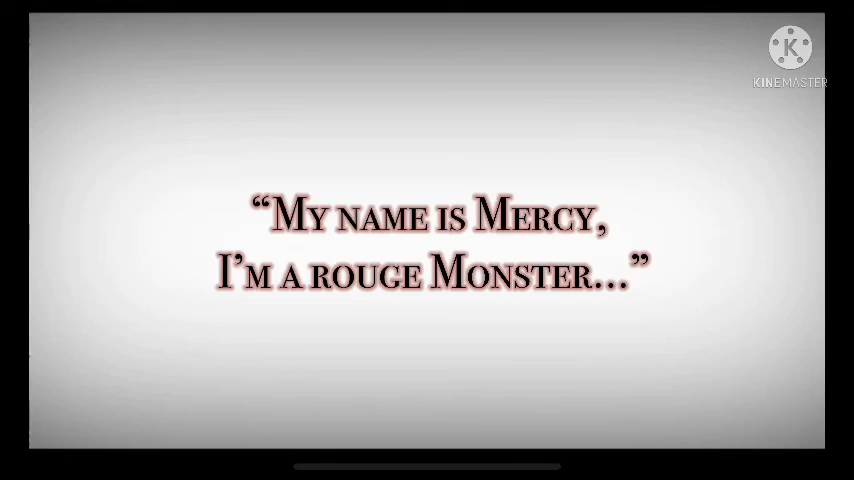 K
KINEMASTER
“My name is Mercy,
I’m a rouge Monster...”